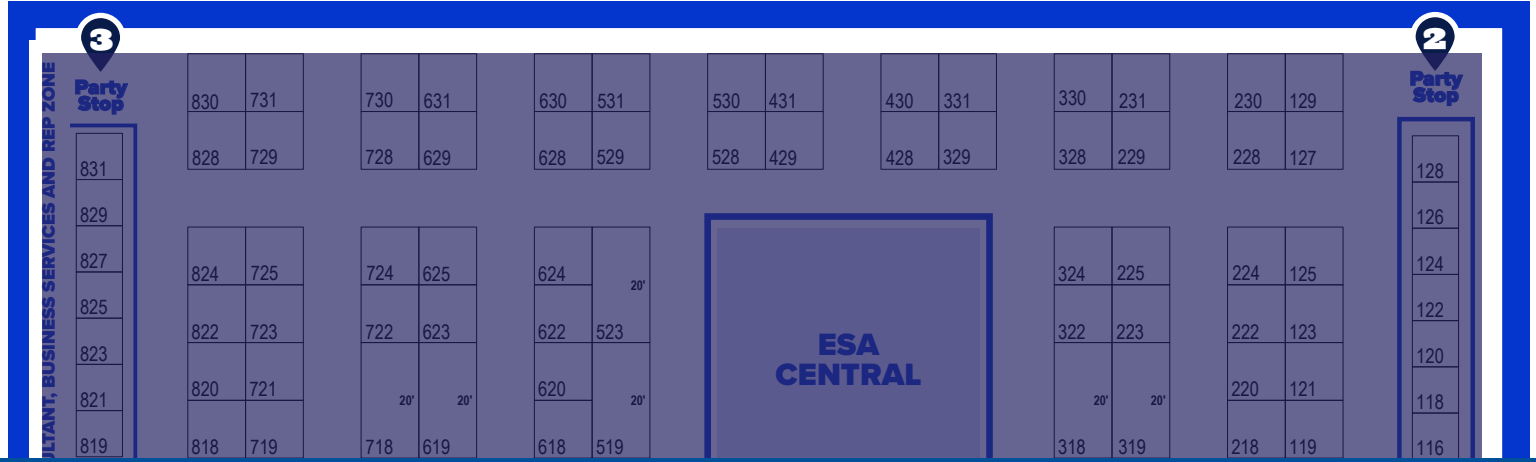 3
2
Party
Stop
Party
Stop
ULTANT, BUSINESS SERVICES AND REP ZONE
830 731 730 631 630 531 530 431 430 331 330 231 230 129
828 729 728 629 628 529 528 429 428 329 328 229 228 127
831
128
829
126
827
824 725 724 625 624 20' 324 225 224 125
124
825
122
822 723 722 623 622 523 322 223 222 123
ESA
CENTRAL
823
120
820 721 20' 20' 620 20' 20' 20' 220 121
821
118
819
818 719 718 619 618 519 318 319 218 119
116